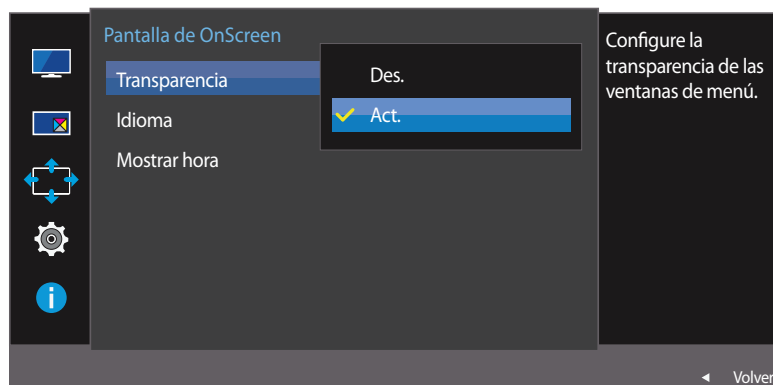 Pantalla de OnScreen
Transparencia
Idioma
Mostrar hora
Des.
Act.
Configure la
transparencia de las
ventanas de menú.
Volver